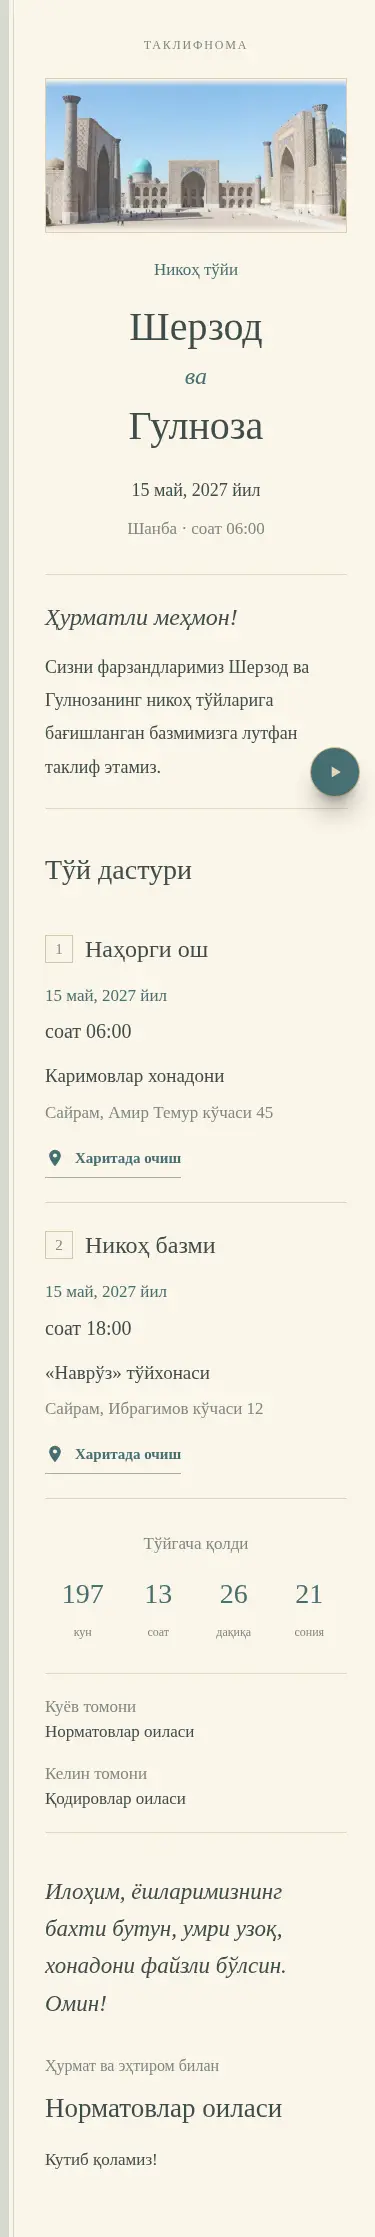 ТАКЛИФНОМА
Никоҳ тўйи
Шерзод
ва
Гулноза
15 май, 2027 йил
Шанба · соат 06:00
Ҳурматли меҳмон!
Сизни фарзандларимиз Шерзод ва
Гулнозанинг никоҳ тўйларига
бағишланган базмимизга лутфан
таклиф этамиз.
Тўй дастури
1 Наҳорги ош
15 май, 2027 йил
соат 06:00
Каримовлар хонадони
Сайрам, Амир Темур кўчаси 45
Харитада очиш
2 Никоҳ базми
15 май, 2027 йил
соат 18:00
«Наврўз» тўйхонаси
Сайрам, Ибрагимов кўчаси 12
Харитада очиш
Тўйгача қолди
197 13 26 21
кун соат дақиқа сония
Куёв томони
Норматовлар оиласи
Келин томони
Қодировлар оиласи
Илоҳим, ёшларимизнинг
бахти бутун, умри узоқ,
хонадони файзли бўлсин.
Омин!
Ҳурмат ва эҳтиром билан
Норматовлар оиласи
Кутиб қоламиз!